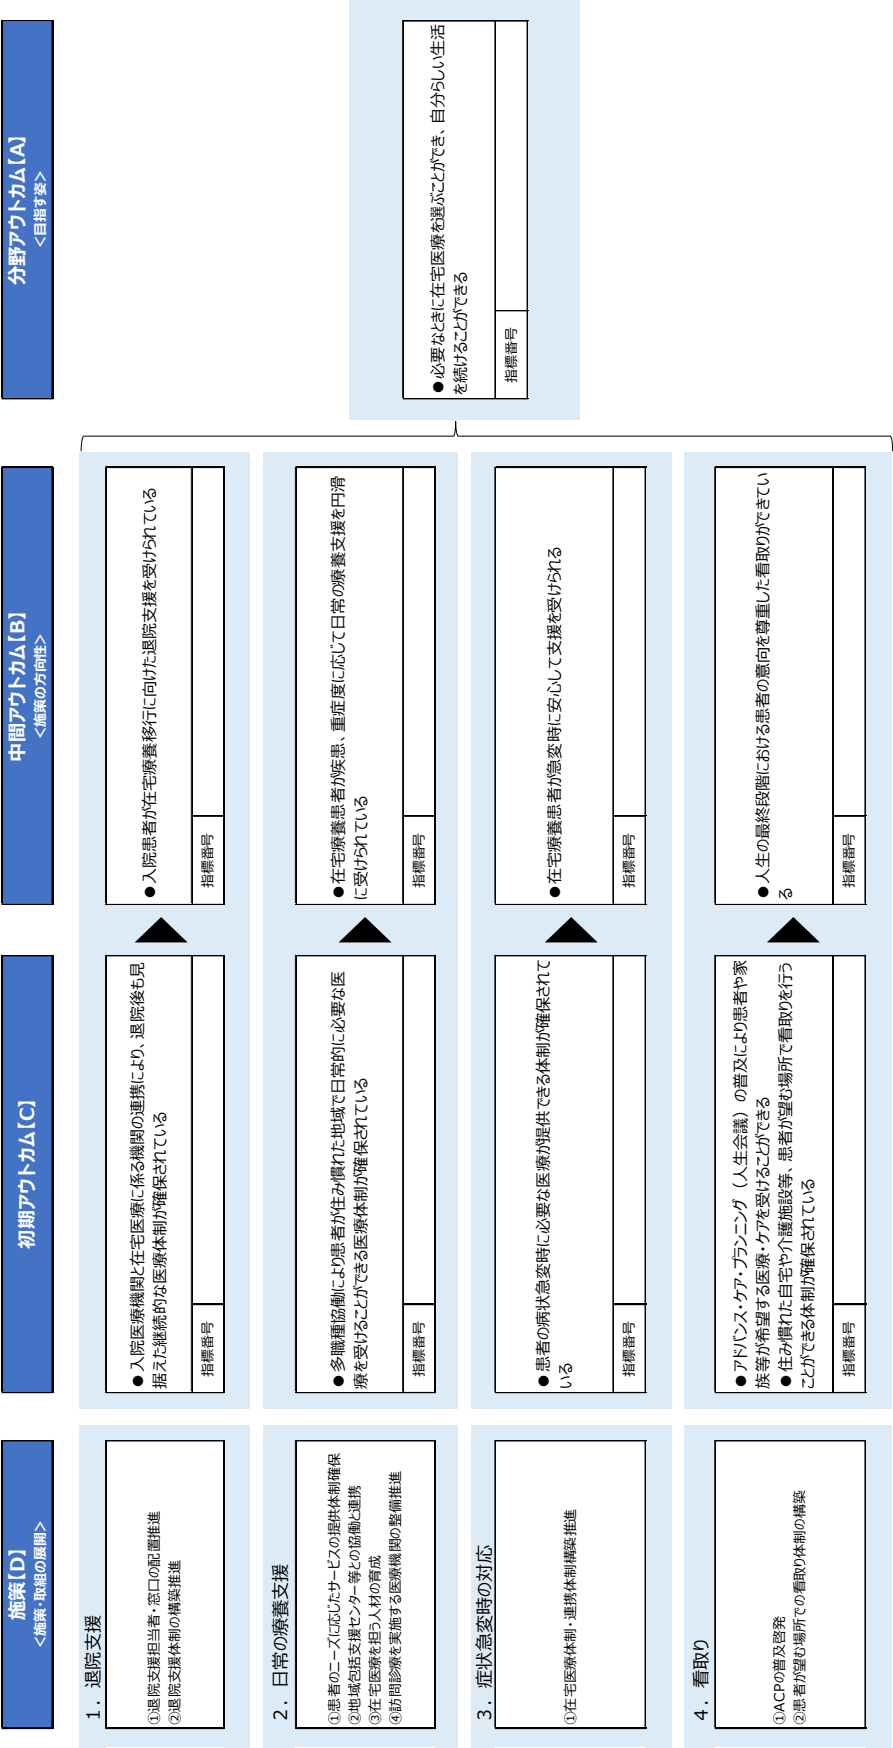 施策【D】
＜施策・取組の展開＞
初期アウトカム【C】
中間アウトカム【B】
＜施策の方向性＞
分野アウトカム【A】
＜目指す姿＞
１．退院支援
①退院支援担当者・窓口の配置推進
②退院支援体制の構築推進
●入院医療機関と在宅医療に係る機関の連携により、退院後も見
据えた継続的な医療体制が確保されている
指標番号
●入院患者が在宅療養移行に向けた退院支援を受けられている
指標番号
２．日常の療養支援
①患者のニーズに応じたサービスの提供体制確保
②地域包括支援センター等との協働と連携
③在宅医療を担う人材の育成
④訪問診療を実施する医療機関の整備推進
●多職種協働により患者が住み慣れた地域で日常的に必要な医
療を受けることができる医療体制が確保されている
指標番号
●在宅療養患者が疾患、重症度に応じて日常の療養支援を円滑
に受けられている
指標番号
３．症状急変時の対応
①在宅医療体制・連携体制構築推進
●患者の病状急変時に必要な医療が提供できる体制が確保されて
いる
指標番号
●在宅療養患者が急変時に安心して支援を受けられる
指標番号
４．看取り
①ACPの普及啓発
②患者が望む場所での看取り体制の構築
●アドバンス・ケア・プランニング（人生会議）の普及により患者や家
族等が希望する医療・ケアを受けることができる
●住み慣れた自宅や介護施設等、患者が望む場所で看取りを行う
ことができる体制が確保されている
指標番号
●人生の最終段階における患者の意向を尊重した看取りができてい
る
指標番号
●必要なときに在宅医療を選ぶことができ、自分らしい生活
を続けることができる
指標番号